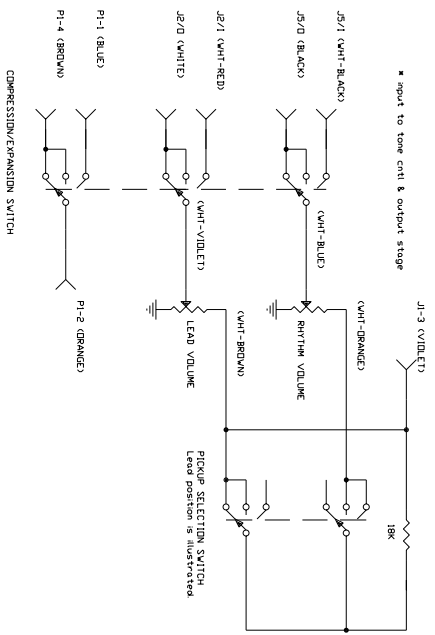 J1-3 (VIOLET)
* input to tone cntl & output stage
18K
(WHT-ORANGE)
J5/1 (WHT-BLACK)
(WHT-BLUE)
J5/0 (BLACK)
RHYTHM VOLUME
(WHT-BROWN)
J2/1 (WHT-RED)
(WHT-VIOLET)
PICKUP SELECTION SWITCH
Lead position is illustrated.
LEAD VOLUME
J2/0 (WHITE)
P1-1 (BLUE)
P1-2 (ORANGE)
P1-4 (BROWN)
COMPRESSION/EXPANSION SWITCH